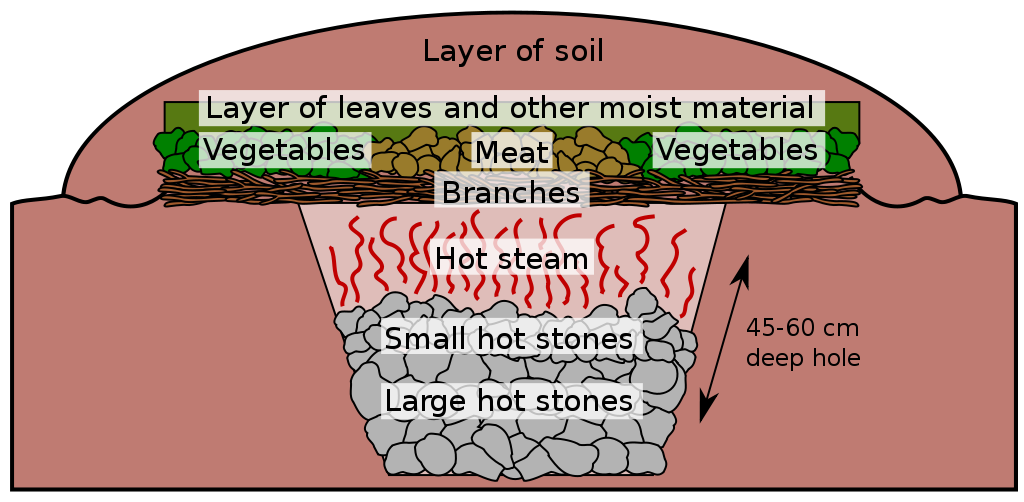 Layer of soil
Layer of leaves and other moist material
Vegetables Meat Vegetables
Branches
Hot steam
Small hot stones
45-60 cm
deep hole
Large hot stones